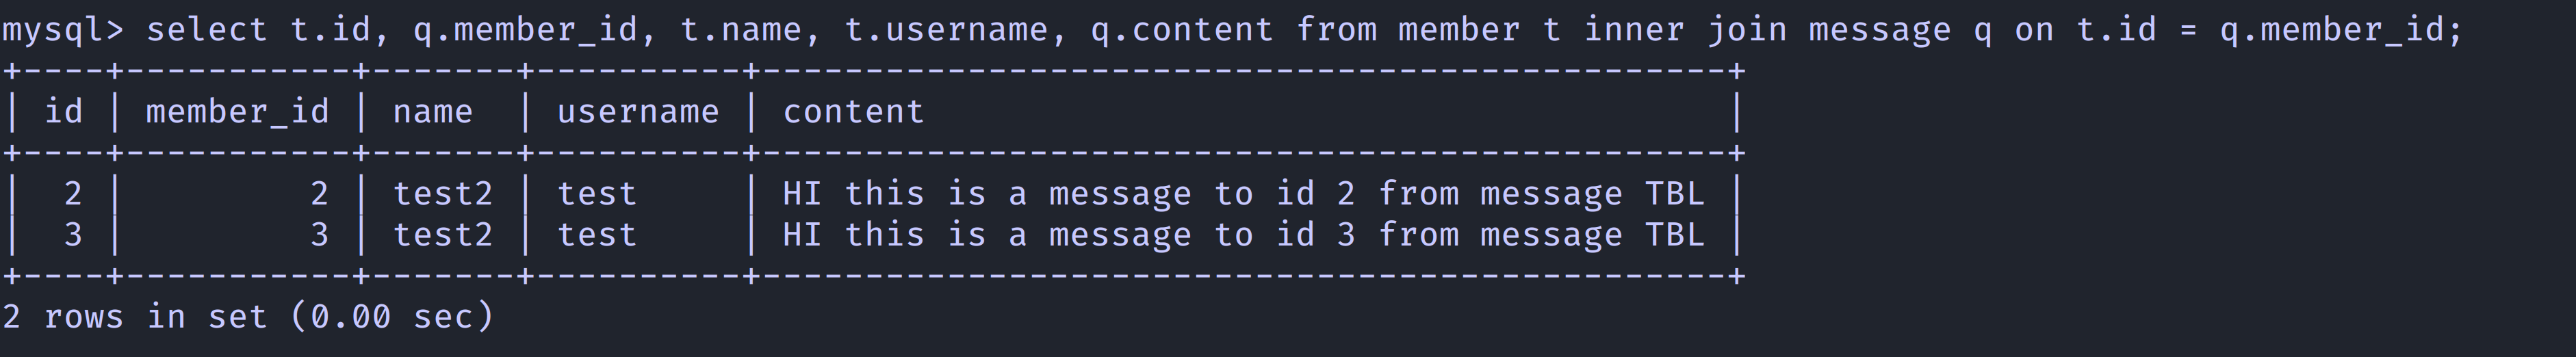 mysql> select t.id, q.member_id, t.name, t.username, q.content from member t inner join message q on t.id = q.member_id;
+----+-----------+-------+----------+-----------------------------------------------+
| id | member_id | name  | username | content                                       |
+----+-----------+-------+----------+-----------------------------------------------+
|  2 |         2 | test2 | test     | HI this is a message to id 2 from message TBL |
|  3 |         3 | test2 | test     | HI this is a message to id 3 from message TBL |
+----+-----------+-------+----------+-----------------------------------------------+
2 rows in set (0.00 sec)